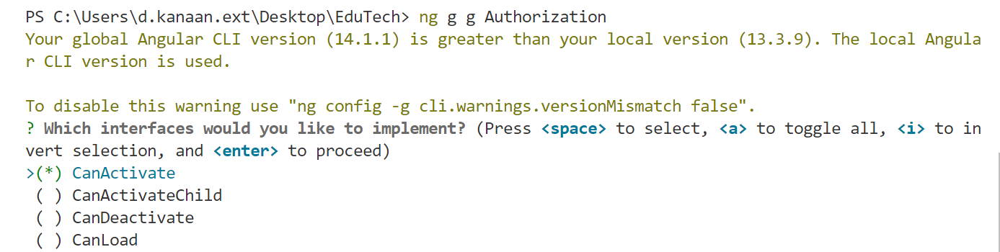 PS C:\Users\d.kanaan.ext\Desktop\EduTech> ng g g Authorization
Your global Angular CLI version (14.1.1) is greater than your local version (13.3.9). The local Angula
r CLI version is used.
To disable this warning use "ng config -g cli.warnings.versionMismatch false".
? Which interfaces would you like to implement? (Press <space> to select, <a> to toggle all, <i> to in
vert selection, and <enter> to proceed)
>(*) CanActivate
 ( ) CanActivateChild
 ( ) CanDeactivate
 ( ) CanLoad